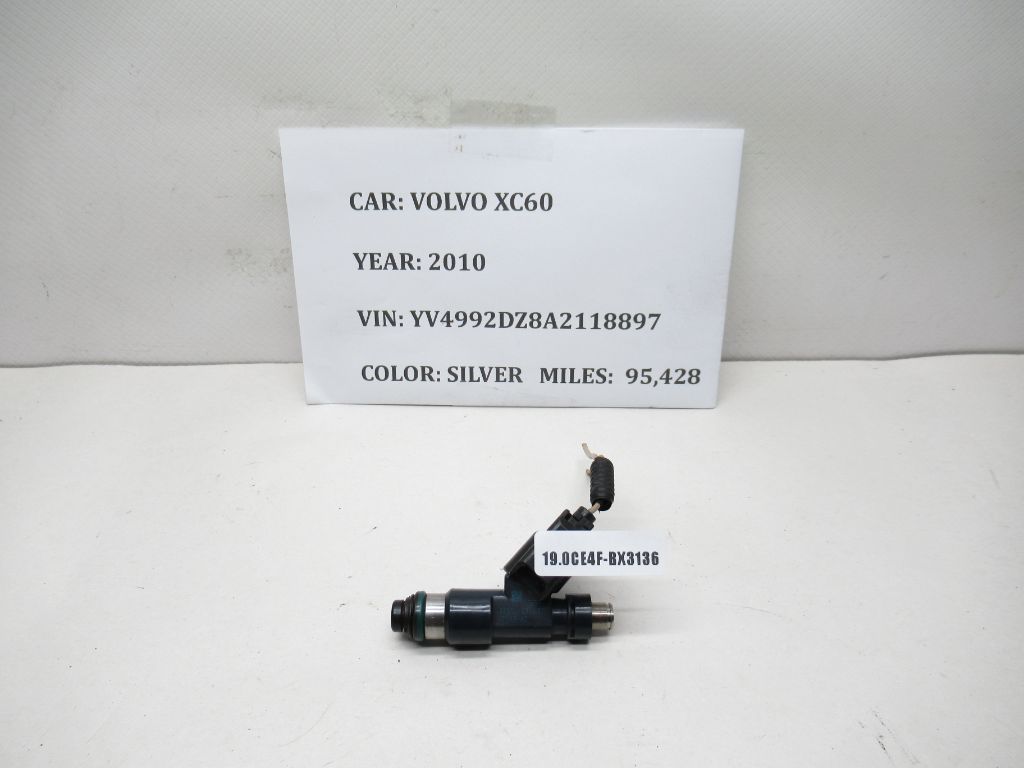 CAR: VOLVO XC60
YEAR: 2010
VIN: YV4992DZ8A2118897
COLOR: SILVER MILES: 95,428
19.0CE4F-BX3136